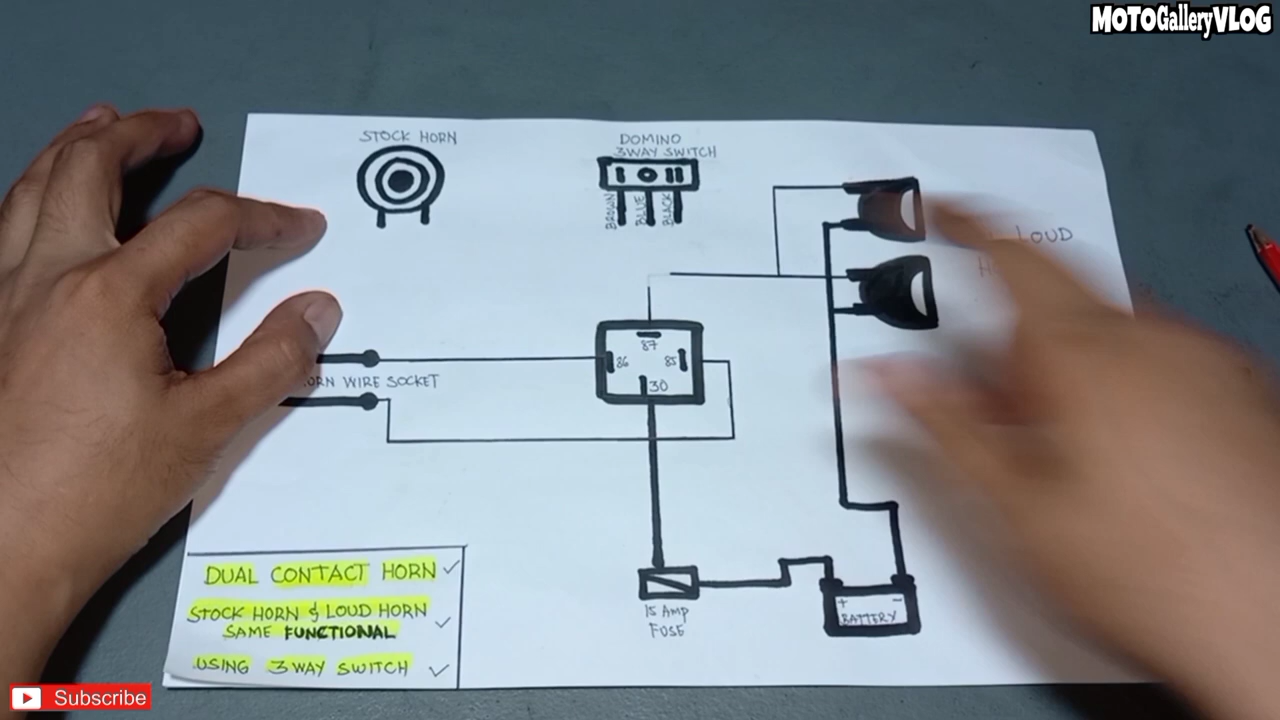 MOTOGalleryVLOG
STOCK HORN
DOMINO
3WAY SWITCH
BROWN
BLUE
BLACK
LOUD
87
86
85
30
WIRE SOCKET
15 AMP
FUSE
+ -
BATTERY
DUAL CONTACT HORN
STOCK HORN & LOUD HORN
SAME FUNCTIONAL
USING 3WAY SWITCH
Subscribe